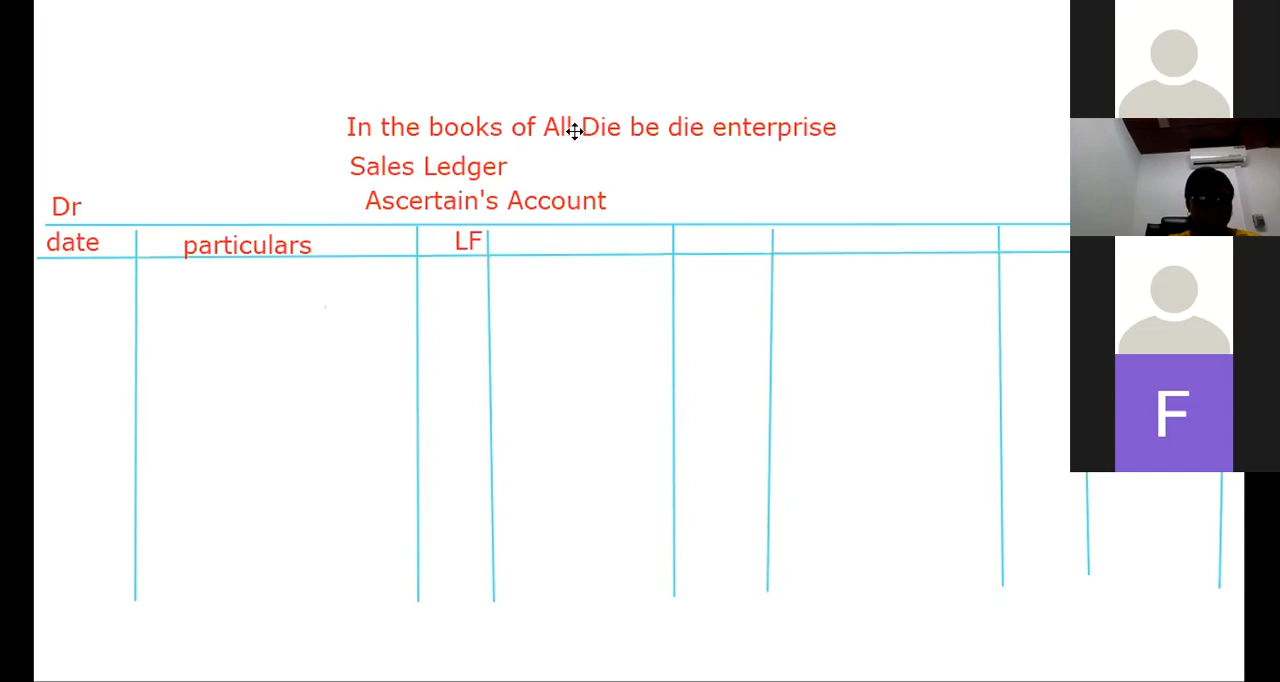 In the books of All Die be die enterprise
Sales Ledger
Ascertain's Account
Dr
date particulars LF
F